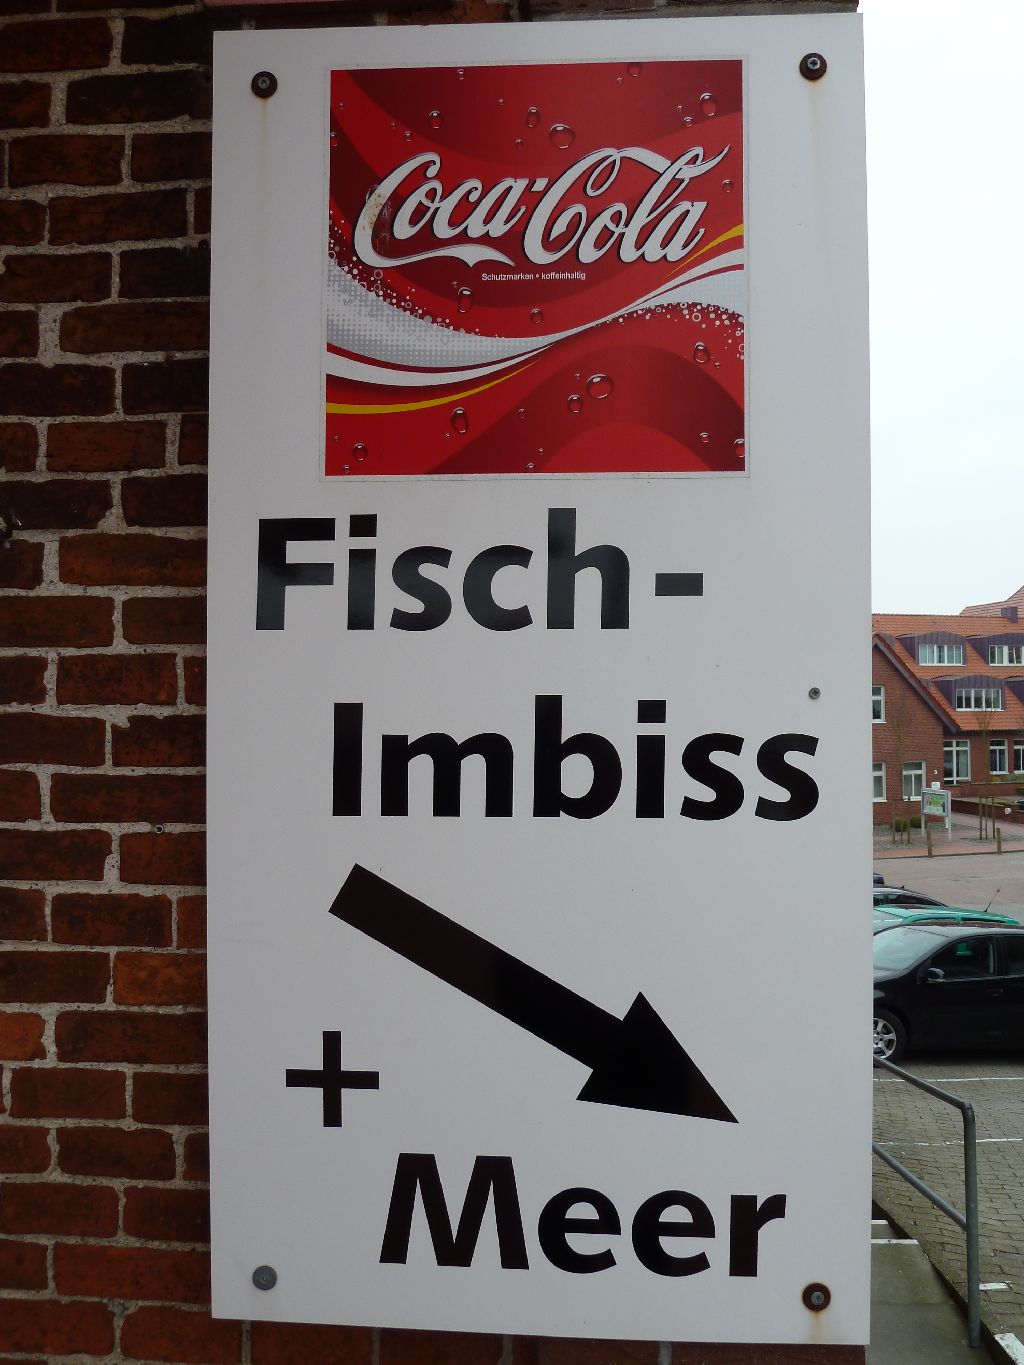 Coca-Cola
Schutzmarken • koffeinhaltig
Fisch-
Imbiss
+
Meer